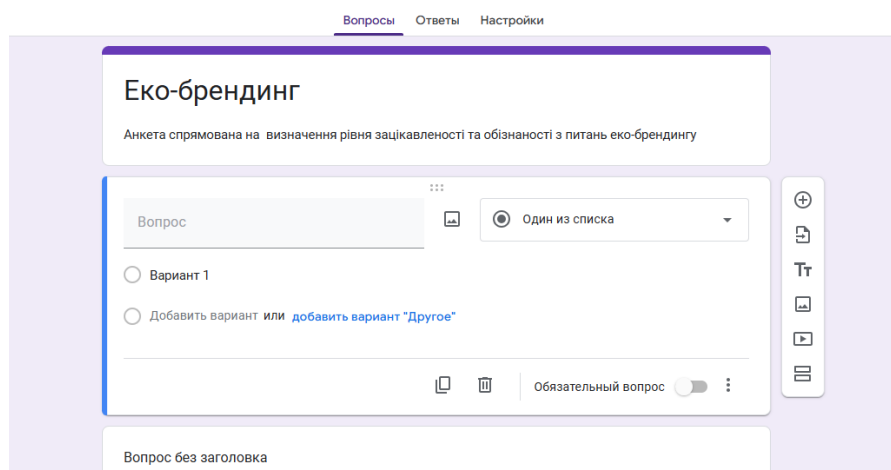 Вопросы Ответы Настройки
Еко-брендинг
Анкета спрямована на визначення рівня зацікавленості та обізнаності з питань еко-брендингу
Вопрос
Один из списка
Вариант 1
Добавить вариант или добавить вариант "Другое"
Обязательный вопрос
Тт
Вопрос без заголовка